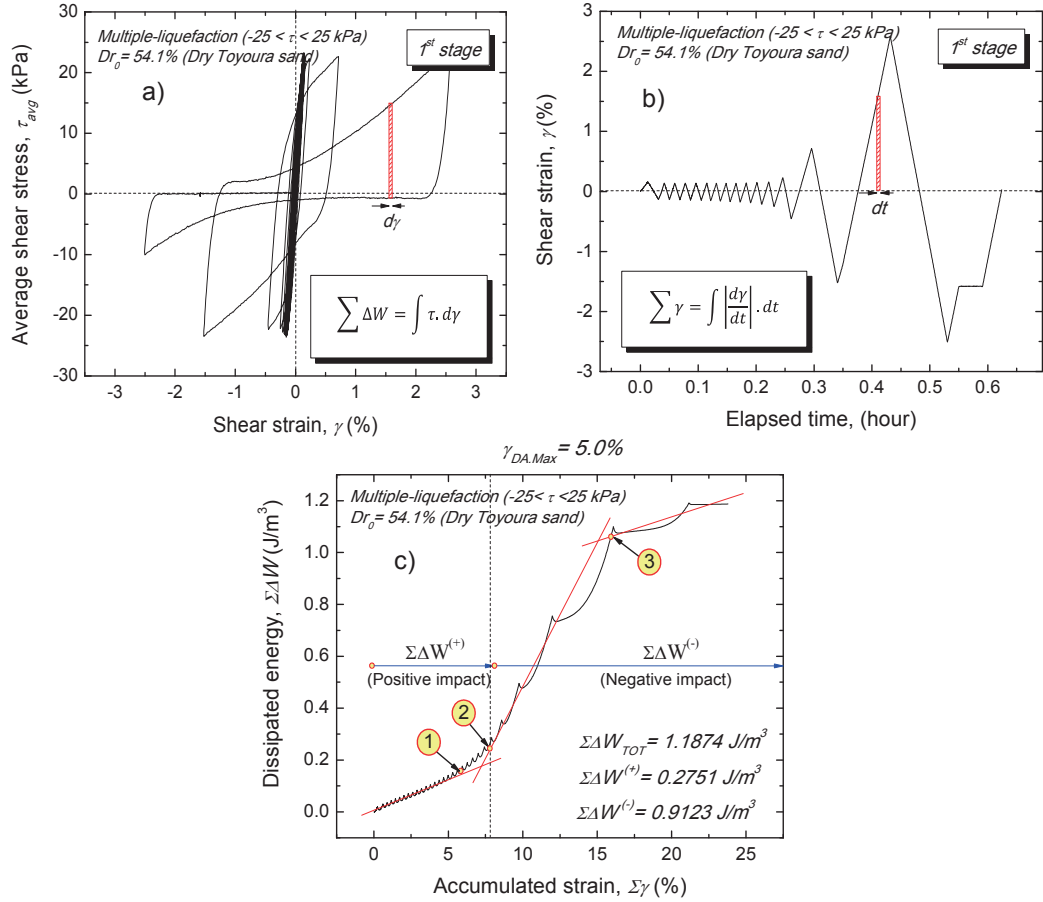 a)
Multiple-liquefaction (-25 < τ < 25 kPa)
Dr₀ = 54.1% (Dry Toyoura sand)
1st stage
30
20
10
0
-10
-20
-30
Average shear stress, τavg (kPa)
dγ
∑ ΔW = ∫ τ. dγ
-3 -2 -1 0 1 2 3
Shear strain, γ (%)
b)
Multiple-liquefaction (-25 < τ < 25 kPa)
Dr₀ = 54.1% (Dry Toyoura sand)
1st stage
3
2
1
0
-1
-2
-3
Shear strain, γ (%)
dt
∑ γ = ∫ |dγ/dt| . dt
0.0 0.1 0.2 0.3 0.4 0.5 0.6
Elapsed time, (hour)
γDA.Max = 5.0%
Multiple-liquefaction (-25< τ <25 kPa)
Dr₀ = 54.1% (Dry Toyoura sand)
c)
1.2
1.0
0.8
0.6
0.4
0.2
0.0
Dissipated energy, ΣΔW (J/m³)
3
ΣΔW(+)
(Positive impact)
ΣΔW(-)
(Negative impact)
2
1
ΣΔWTOT = 1.1874 J/m³
ΣΔW(+) = 0.2751 J/m³
ΣΔW(-) = 0.9123 J/m³
0 5 10 15 20 25
Accumulated strain, Σγ (%)